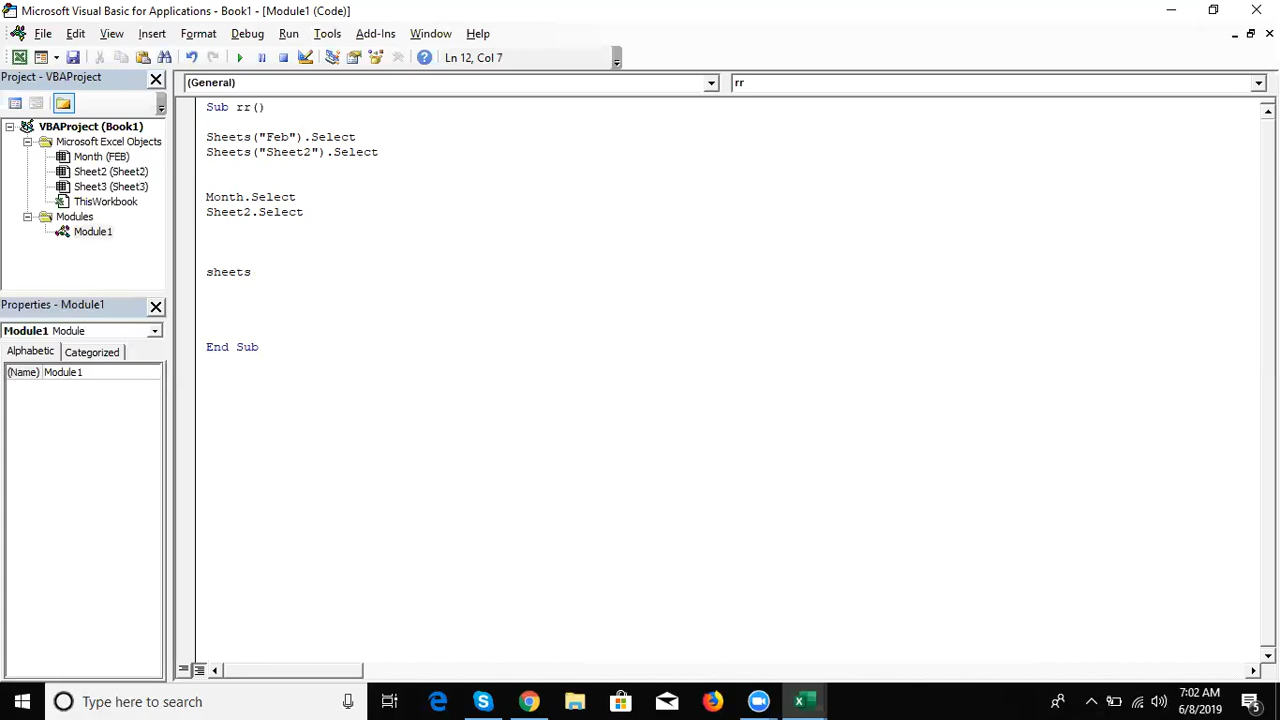 Microsoft Visual Basic for Applications - Book1 - [Module1 (Code)]
File Edit View Insert Format Debug Run Tools Add-Ins Window Help
Ln 12, Col 7
Project - VBAProject
(General)
rr
VBAProject (Book1)
Microsoft Excel Objects
Month (FEB)
Sheet2 (Sheet2)
Sheet3 (Sheet3)
ThisWorkbook
Modules
Module1
Properties - Module1
Module1 Module
Alphabetic Categorized
(Name) Module1
Sub rr()
Sheets("Feb").Select
Sheets("Sheet2").Select
Month.Select
Sheet2.Select
sheets
End Sub
Type here to search
7:02 AM
6/8/2019
5